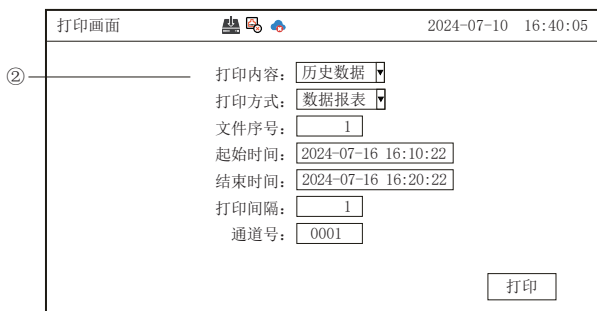 打印画面 2024-07-10 16:40:05
②
打印内容： 历史数据
打印方式： 数据报表
文件序号： 1
起始时间： 2024-07-16 16:10:22
结束时间： 2024-07-16 16:20:22
打印间隔： 1
通道号： 0001
打印